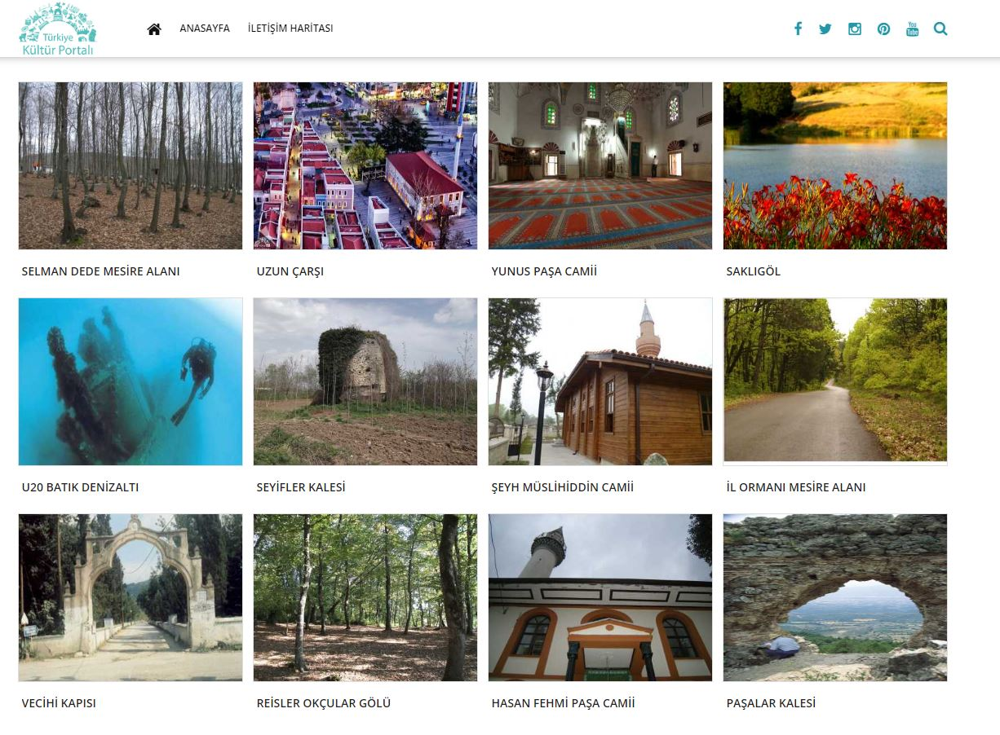 Türkiye
Kültür Portalı
ANASAYFA
İLETİŞİM HARİTASI
You
Tube
SELMAN DEDE MESİRE ALANI
UZUN ÇARŞI
YUNUS PAŞA CAMİİ
SAKLIGÖL
U20 BATIK DENİZALTI
SEYİFLER KALESİ
ŞEYH MÜSLİHİDDİN CAMİİ
İL ORMANI MESİRE ALANI
VECİHİ KAPISI
REİSLER OKÇULAR GÖLÜ
HASAN FEHMİ PAŞA CAMİİ
PAŞALAR KALESİ